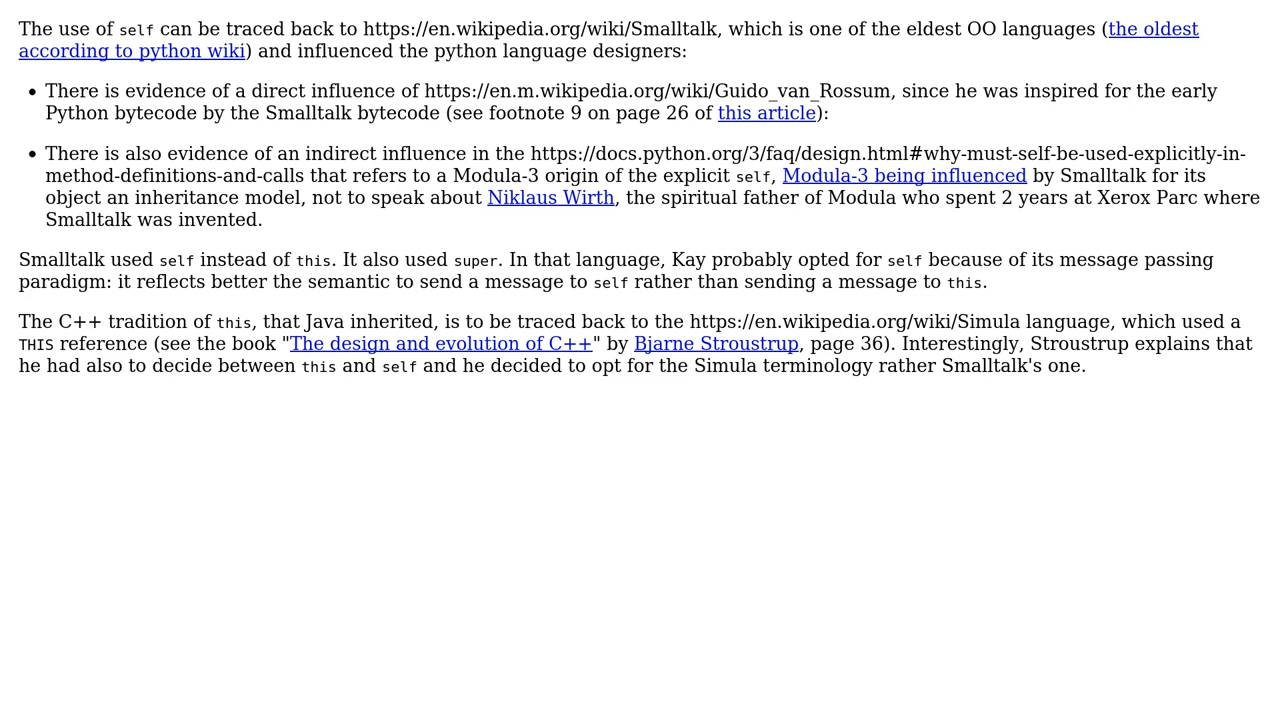 The use of self can be traced back to https://en.wikipedia.org/wiki/Smalltalk, which is one of the eldest OO languages (the oldest
according to python wiki) and influenced the python language designers:
• There is evidence of a direct influence of https://en.m.wikipedia.org/wiki/Guido_van_Rossum, since he was inspired for the early
Python bytecode by the Smalltalk bytecode (see footnote 9 on page 26 of this article):
• There is also evidence of an indirect influence in the https://docs.python.org/3/faq/design.html#why-must-self-be-used-explicitly-in-
method-definitions-and-calls that refers to a Modula-3 origin of the explicit self, Modula-3 being influenced by Smalltalk for its
object an inheritance model, not to speak about Niklaus Wirth, the spiritual father of Modula who spent 2 years at Xerox Parc where
Smalltalk was invented.
Smalltalk used self instead of this. It also used super. In that language, Kay probably opted for self because of its message passing
paradigm: it reflects better the semantic to send a message to self rather than sending a message to this.
The C++ tradition of this, that Java inherited, is to be traced back to the https://en.wikipedia.org/wiki/Simula language, which used a
THIS reference (see the book "The design and evolution of C++" by Bjarne Stroustrup, page 36). Interestingly, Stroustrup explains that
he had also to decide between this and self and he decided to opt for the Simula terminology rather Smalltalk's one.